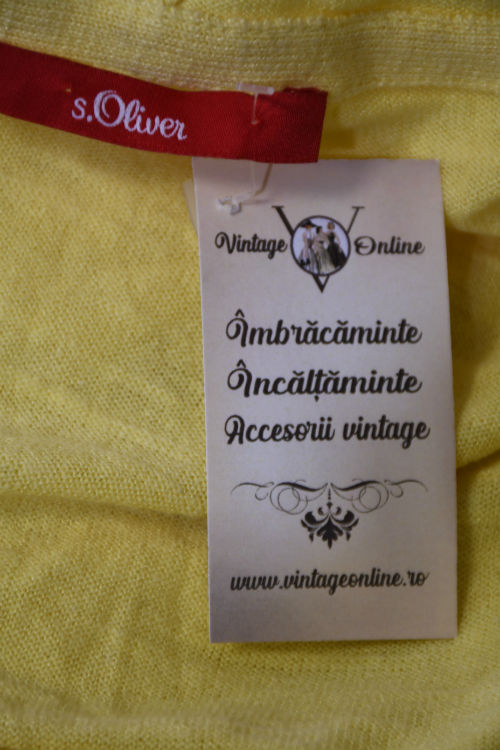 s.Oliver
Vintage Online
Îmbrăcăminte
Încălțăminte
Accesorii vintage
www.vintageonline.ro